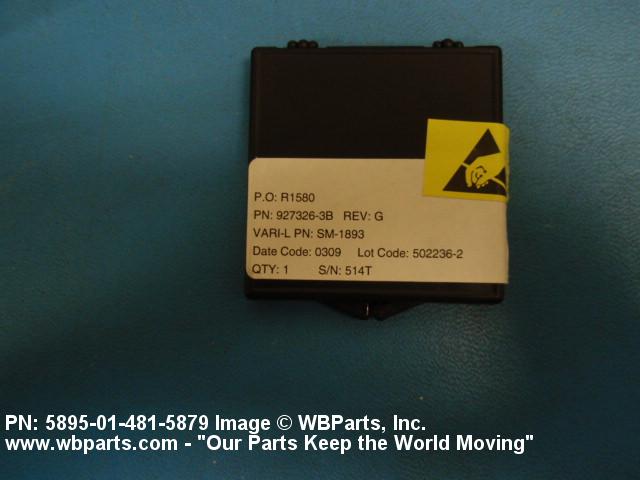 P.O: R1580
PN: 927326-3B REV: G
VARI-L PN: SM-1893
Date Code: 0309 Lot Code: 502236-2
QTY: 1 S/N: 514T
PN: 5895-01-481-5879 Image © WBParts, Inc.
www.wbparts.com - "Our Parts Keep the World Moving"